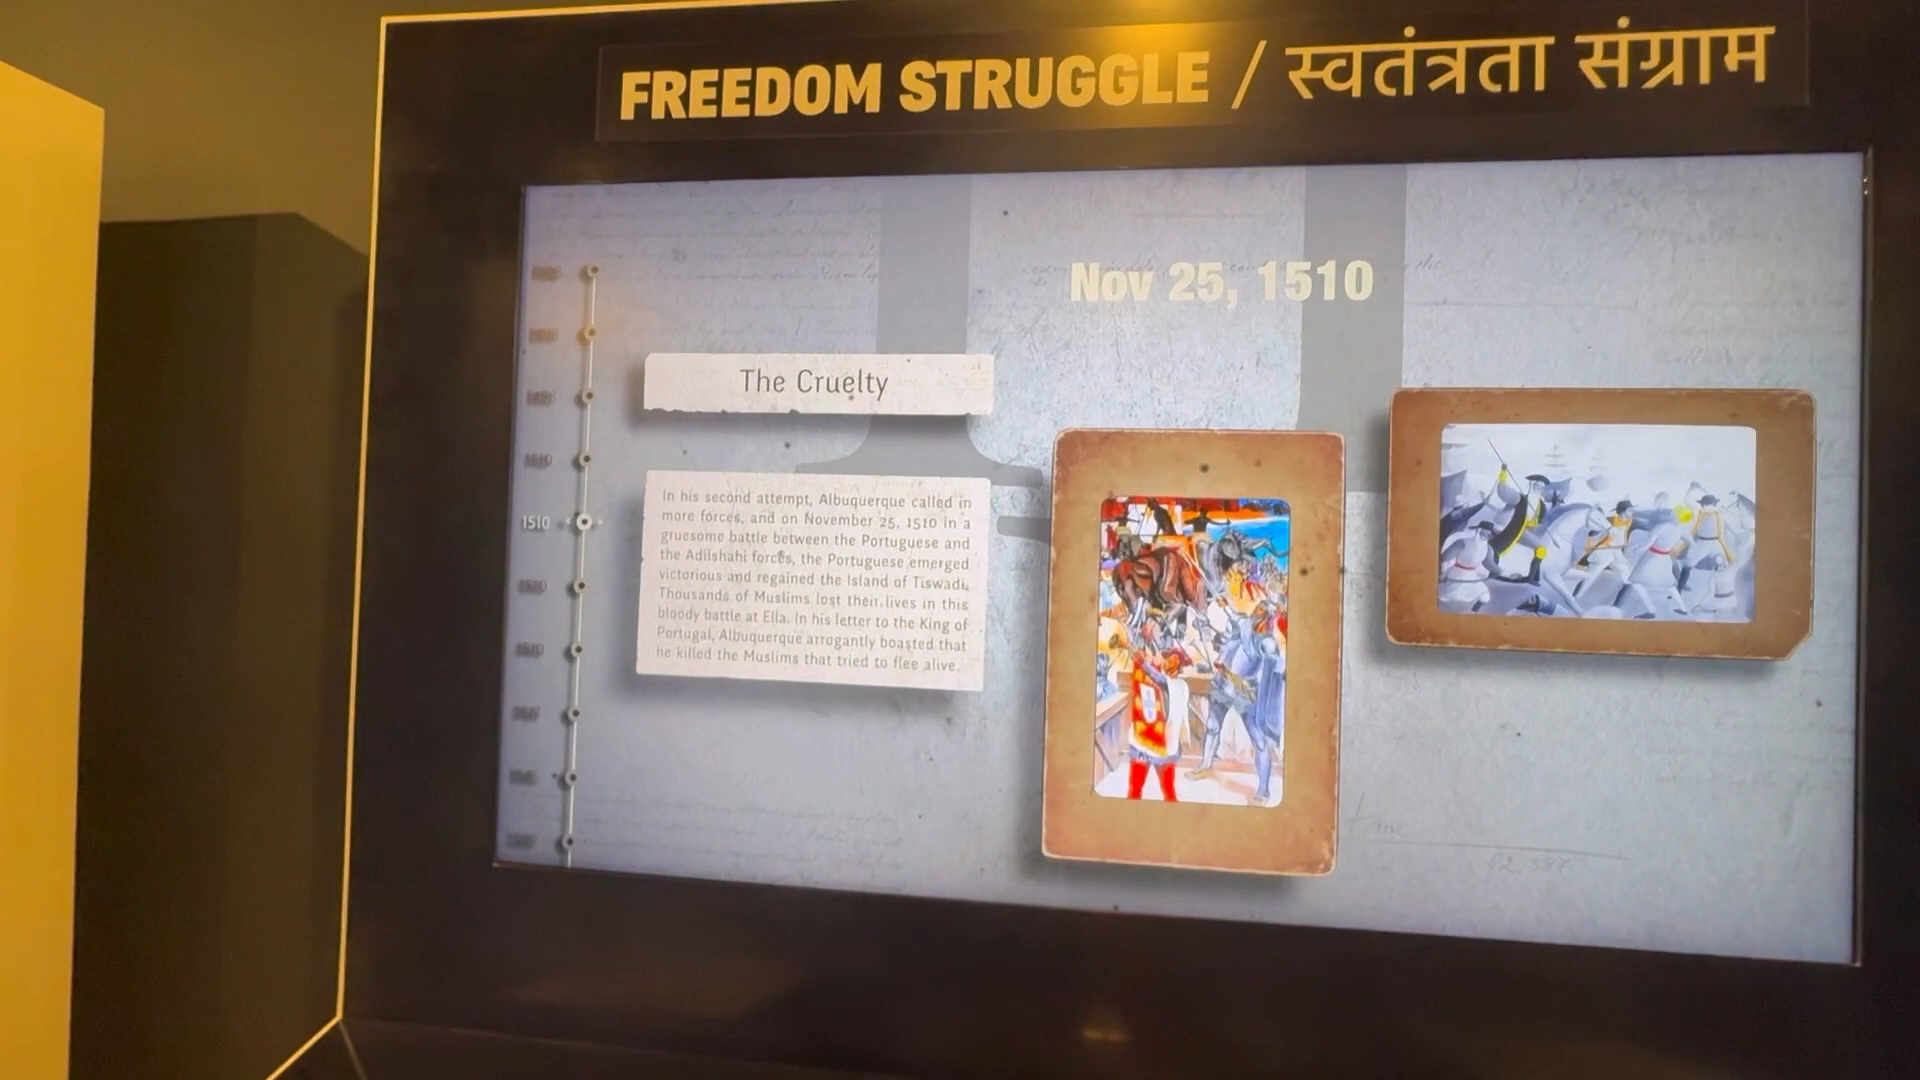 FREEDOM STRUGGLE / स्वतंत्रता संग्राम
Nov 25, 1510
The Cruelty
1510
In his second attempt, Albuquerque called in
more forces, and on November 25, 1510 in a
gruesome battle between the Portuguese and
the Adilshahi forces, the Portuguese emerged
victorious and regained the Island of Tiswadi.
Thousands of Muslims lost their lives in this
bloody battle at Ella. In his letter to the King of
Portugal, Albuquerque arrogantly boasted that
he killed the Muslims that tried to flee alive.